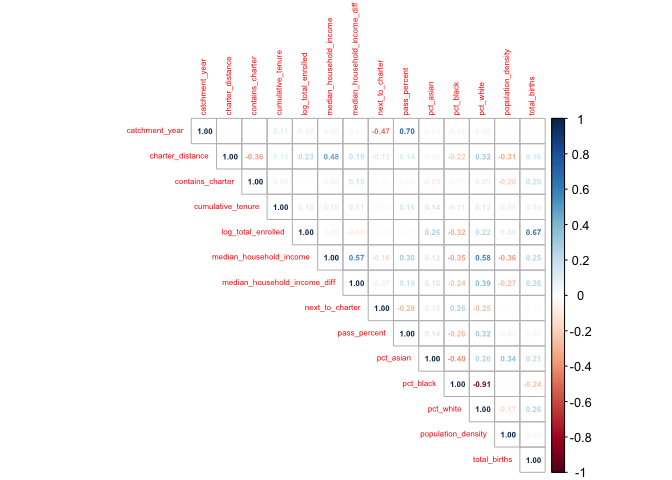 catchment_year
charter_distance
contains_charter
cumulative_tenure
log_total_enrolled
median_household_income
median_household_income_diff
next_to_charter
pass_percent
pct_asian
pct_black
pct_white
population_density
total_births
catchment_year 1.00 0.11 -0.47 0.70
charter_distance 1.00 -0.36 0.10 0.23 0.48 0.19 -0.12 0.14 -0.22 0.32 -0.31 0.16
contains_charter 1.00 0.15 -0.20 0.20
cumulative_tenure 1.00 0.10 0.10 0.11 0.10 0.14 -0.11 0.12
log_total_enrolled 1.00 0.26 -0.32 0.22 0.67
median_household_income 1.00 0.57 -0.16 0.30 0.12 -0.35 0.58 -0.36 0.25
median_household_income_diff 1.00 0.19 0.16 -0.24 0.39 -0.27 0.26
next_to_charter 1.00 -0.28 0.26 -0.25
pass_percent 1.00 0.14 -0.26 0.32
pct_asian 1.00 -0.40 0.26 0.34 0.21
pct_black 1.00 -0.91 -0.24
pct_white 1.00 -0.17 0.26
population_density 1.00
total_births 1.00
1
0.8
0.6
0.4
0.2
0
-0.2
-0.4
-0.6
-0.8
-1